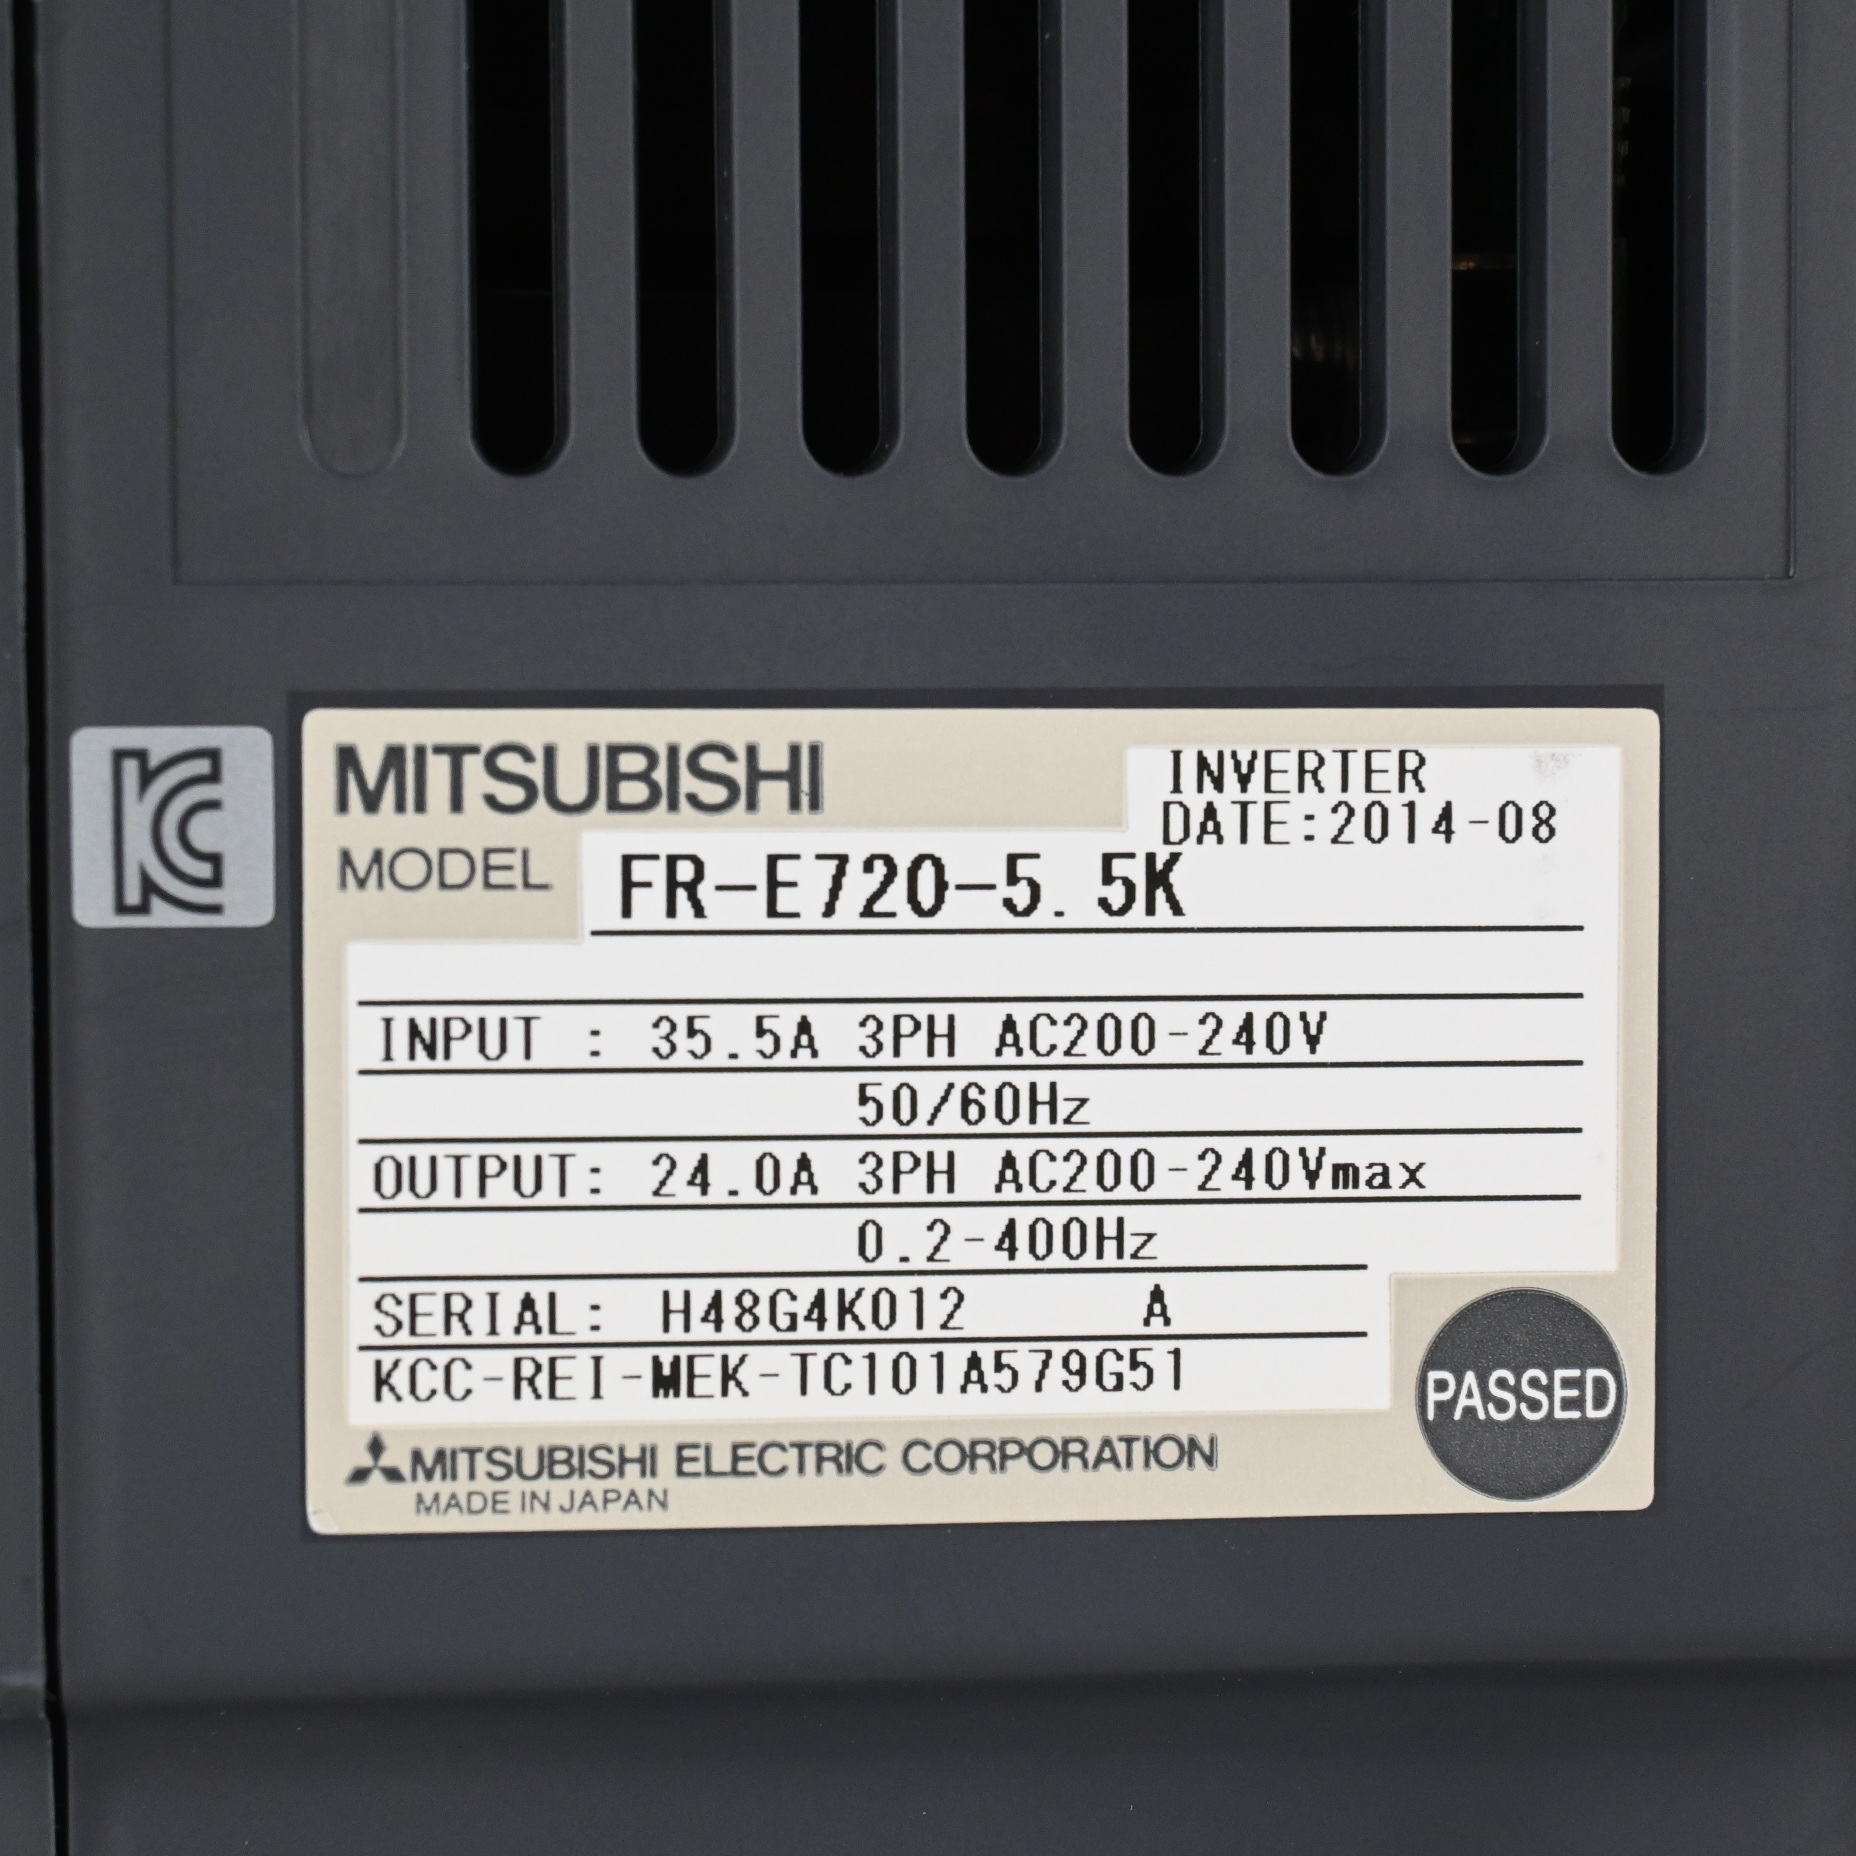 MITSUBISHI
INVERTER
DATE:2014-08
MODEL FR-E720-5.5K
INPUT : 35.5A 3PH AC200-240V
50/60Hz
OUTPUT: 24.0A 3PH AC200-240Vmax
0.2-400Hz
SERIAL: H48G4K012 A
KCC-REI-MEK-TC101A579G51
PASSED
MITSUBISHI ELECTRIC CORPORATION
MADE IN JAPAN
KC